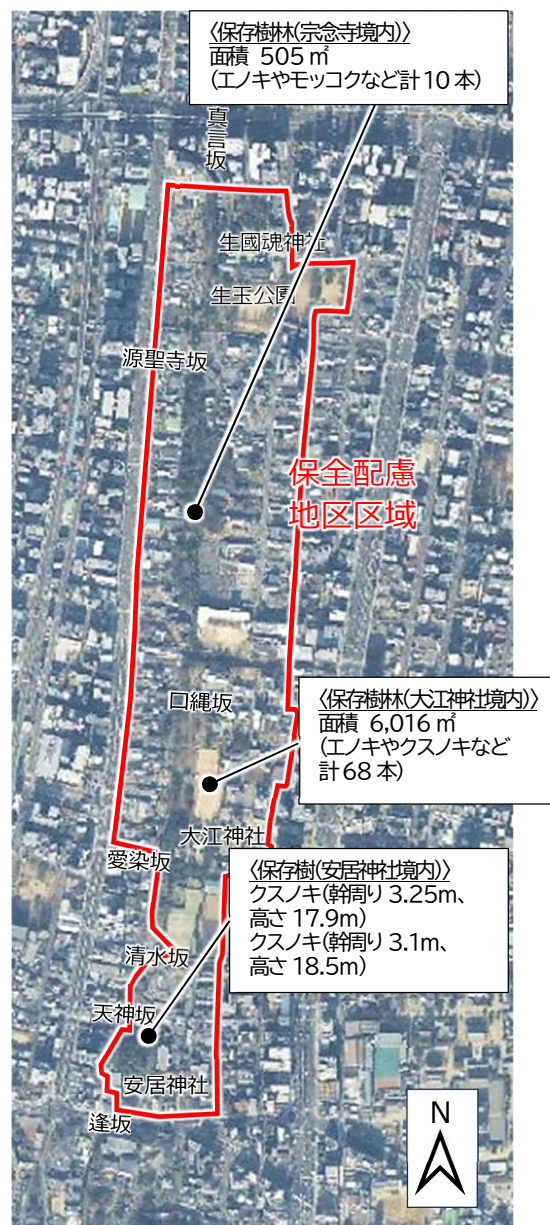 〈保存樹林(宗念寺境内)〉
面積 505 ㎡
(エノキやモッコクなど計10本)
真言坂
生國魂神社
生玉公園
源聖寺坂
保全配慮
地区区域
口縄坂
〈保存樹林(大江神社境内)〉
面積 6,016 ㎡
(エノキやクスノキなど
計68本)
大江神社
愛染坂
〈保存樹(安居神社境内)〉
クスノキ(幹周り 3.25m、
高さ 17.9m)
クスノキ(幹周り 3.1m、
高さ 18.5m)
清水坂
天神坂
安居神社
逢坂
N